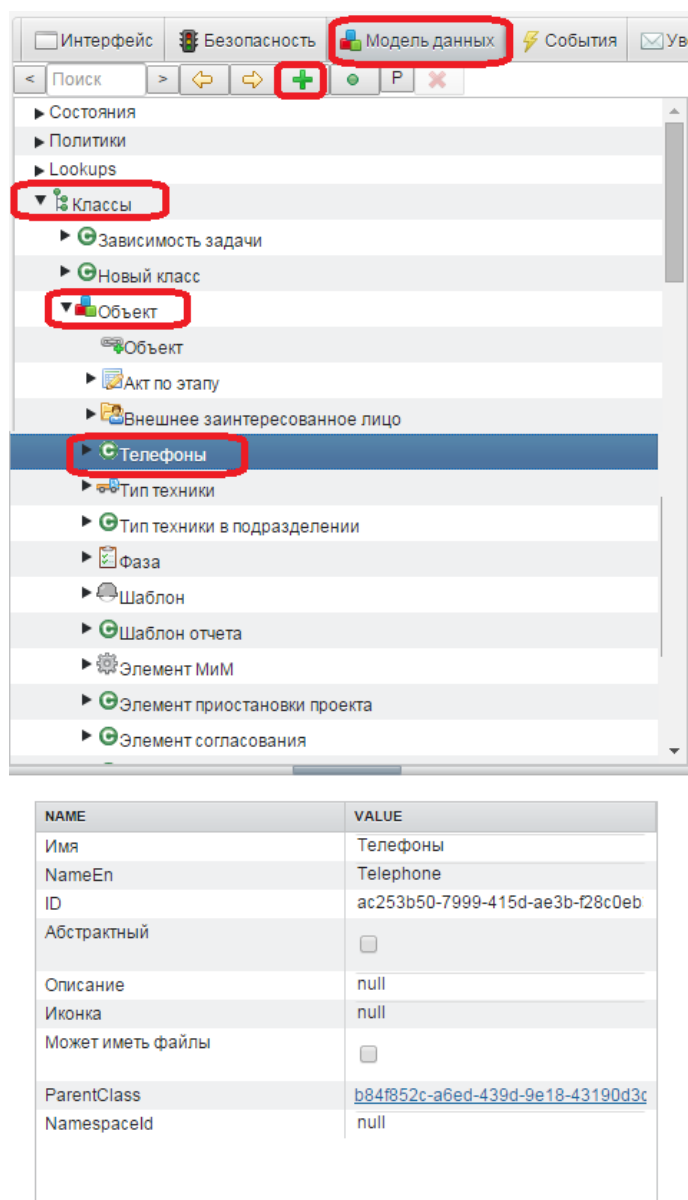 Интерфейс Безопасность Модель данных События Ув
< Поиск > P
Состояния
Политики
Lookups
Классы
Зависимость задачи
Новый класс
Объект
Объект
Акт по этапу
Внешнее заинтересованное лицо
Телефоны
Тип техники
Тип техники в подразделении
Фаза
Шаблон
Шаблон отчета
Элемент МиМ
Элемент приостановки проекта
Элемент согласования
NAME VALUE
Имя Телефоны
NameEn Telephone
ID ac253b50-7999-415d-ae3b-f28c0eb
Абстрактный
Описание null
Иконка null
Может иметь файлы
ParentClass b84f852c-a6ed-439d-9e18-43190d3c
NamespaceId null